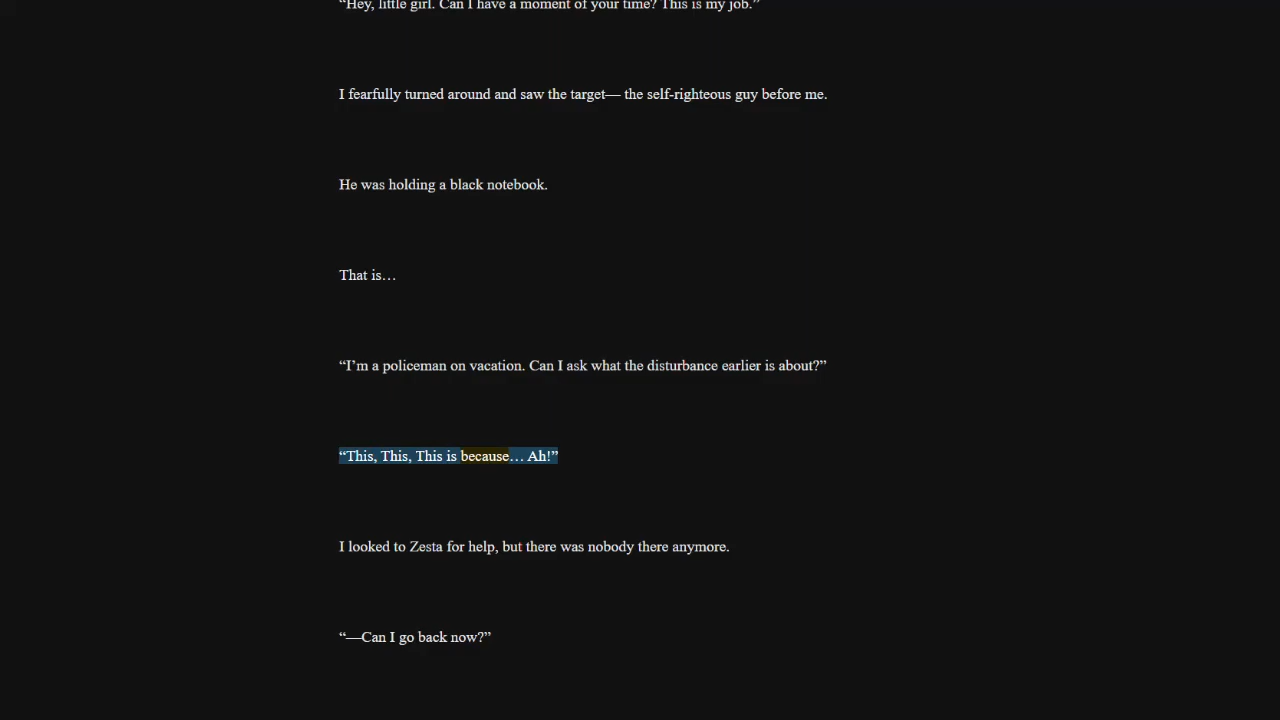 “Hey, little girl. Can I have a moment of your time? This is my job.”
I fearfully turned around and saw the target— the self-righteous guy before me.
He was holding a black notebook.
That is…
“I’m a policeman on vacation. Can I ask what the disturbance earlier is about?”
“This, This, This is because… Ah!”
I looked to Zesta for help, but there was nobody there anymore.
“—Can I go back now?”